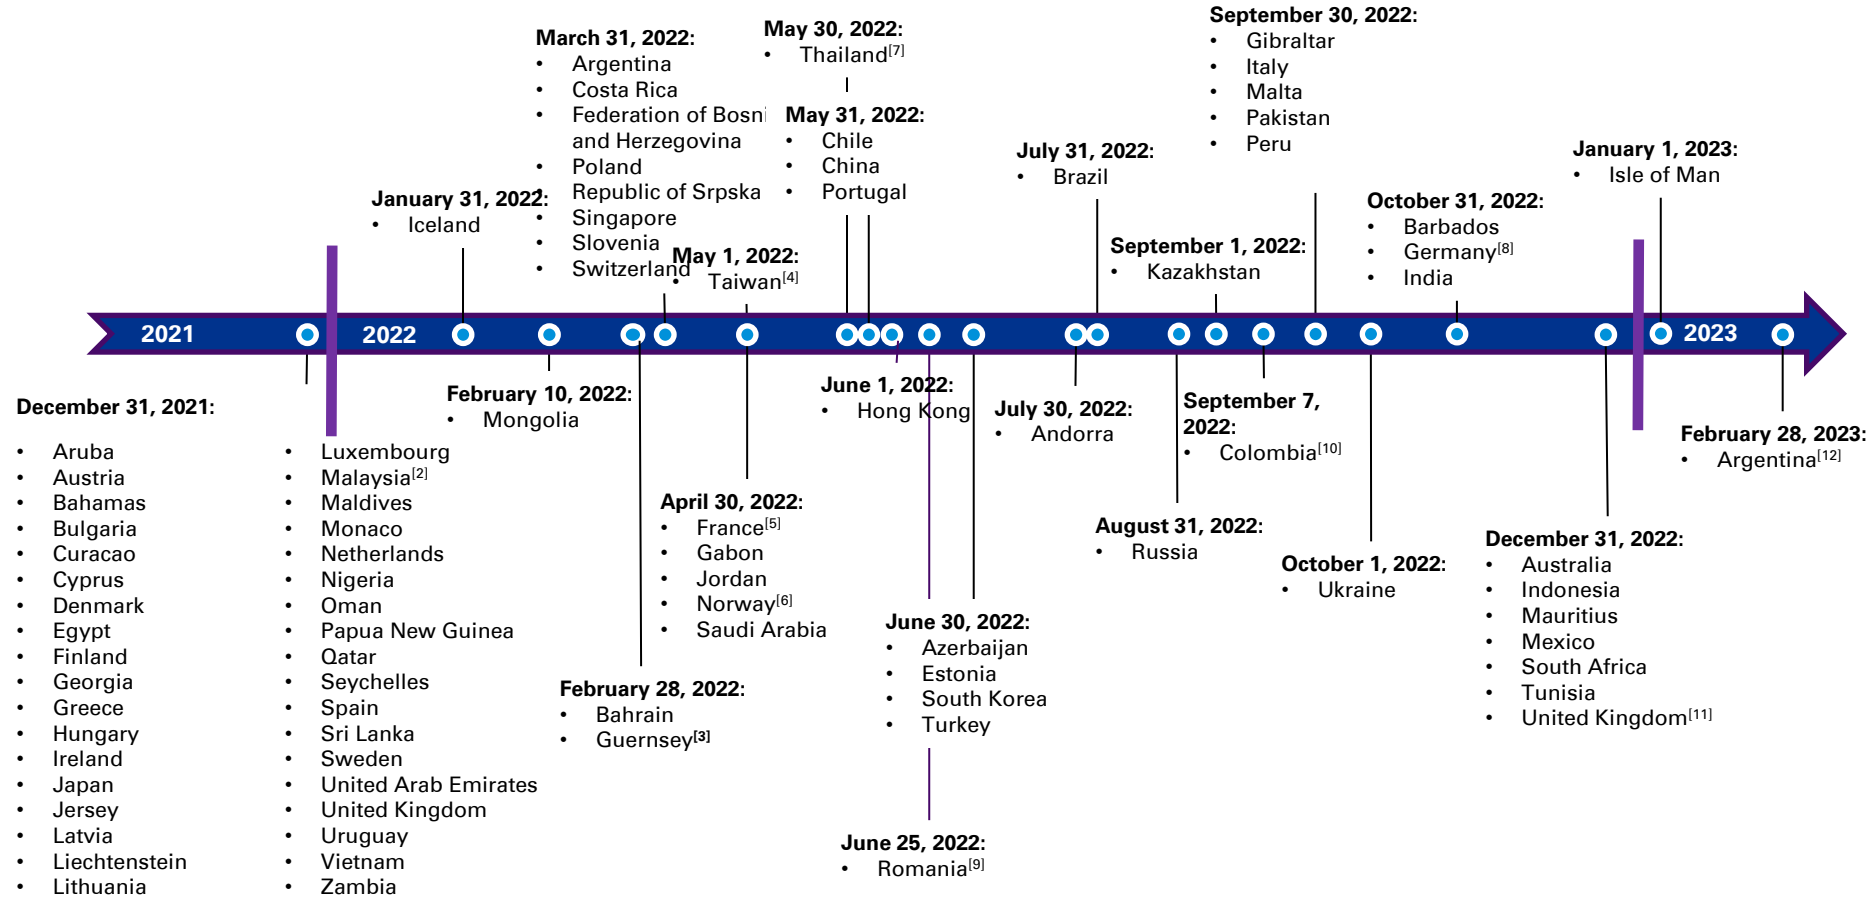 September 30, 2022:
• Gibraltar
• Italy
• Malta
• Pakistan
• Peru
May 30, 2022:
• Thailand[7]
March 31, 2022:
• Argentina
• Costa Rica
• Federation of Bosni
and Herzegovina
• Poland
• Republic of Srpska
• Singapore
• Slovenia
• Switzerland
May 31, 2022:
• Chile
• China
• Portugal
July 31, 2022:
• Brazil
January 1, 2023:
• Isle of Man
January 31, 2022:
• Iceland
October 31, 2022:
• Barbados
• Germany[8]
• India
September 1, 2022:
• Kazakhstan
May 1, 2022:
• Taiwan[4]
2021
2022
2023
December 31, 2021:
• Aruba
• Austria
• Bahamas
• Bulgaria
• Curacao
• Cyprus
• Denmark
• Egypt
• Finland
• Georgia
• Greece
• Hungary
• Ireland
• Japan
• Jersey
• Latvia
• Liechtenstein
• Lithuania
• Luxembourg
• Malaysia[2]
• Maldives
• Monaco
• Netherlands
• Nigeria
• Oman
• Papua New Guinea
• Qatar
• Seychelles
• Spain
• Sri Lanka
• Sweden
• United Arab Emirates
• United Kingdom
• Uruguay
• Vietnam
• Zambia
February 10, 2022:
• Mongolia
February 28, 2022:
• Bahrain
• Guernsey[3]
April 30, 2022:
• France[5]
• Gabon
• Jordan
• Norway[6]
• Saudi Arabia
June 1, 2022:
• Hong Kong
June 25, 2022:
• Romania[9]
June 30, 2022:
• Azerbaijan
• Estonia
• South Korea
• Turkey
July 30, 2022:
• Andorra
August 31, 2022:
• Russia
September 7,
2022:
• Colombia[10]
October 1, 2022:
• Ukraine
December 31, 2022:
• Australia
• Indonesia
• Mauritius
• Mexico
• South Africa
• Tunisia
• United Kingdom[11]
February 28, 2023:
• Argentina[12]